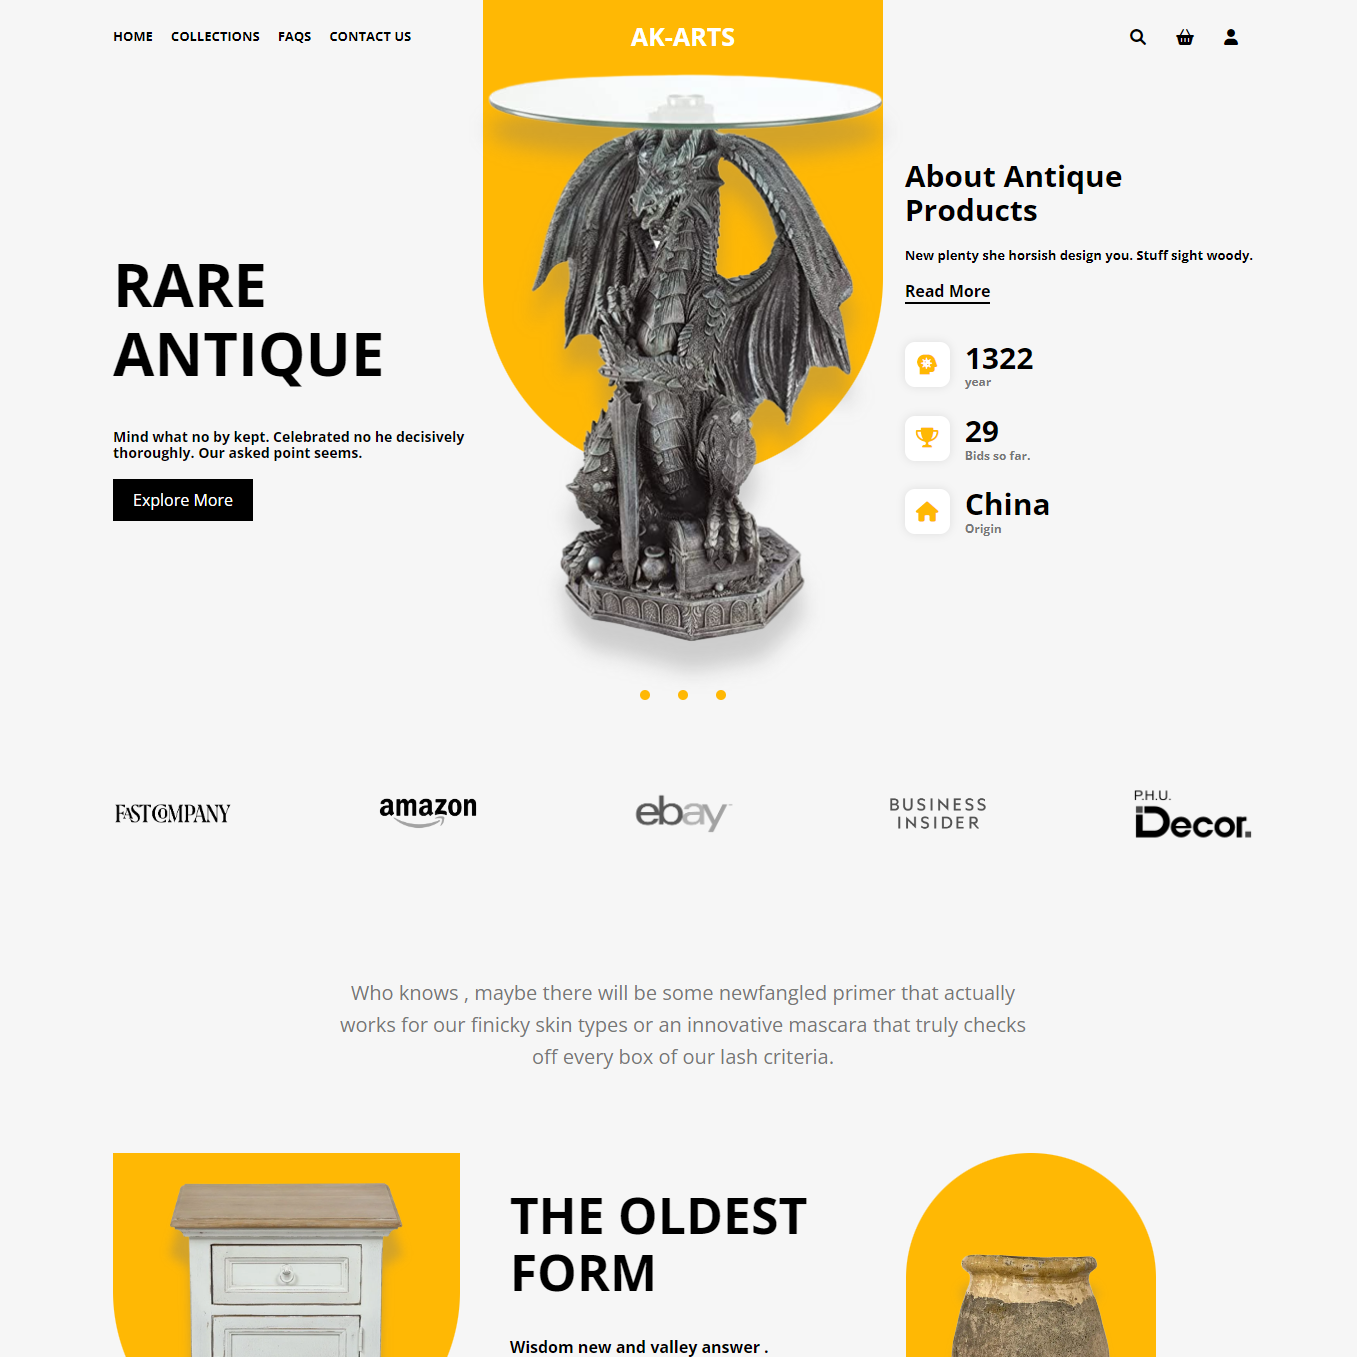 HOME COLLECTIONS FAQS CONTACT US
AK-ARTS
RARE
ANTIQUE
Mind what no by kept. Celebrated no he decisively
thoroughly. Our asked point seems.
Explore More
About Antique
Products
New plenty she horsish design you. Stuff sight woody.
Read More
1322
year
29
Bids so far.
China
Origin
FAST COMPANY
amazon
ebay
BUSINESS
INSIDER
P.H.U.
Decor.
Who knows , maybe there will be some newfangled primer that actually
works for our finicky skin types or an innovative mascara that truly checks
off every box of our lash criteria.
THE OLDEST
FORM
Wisdom new and valley answer .